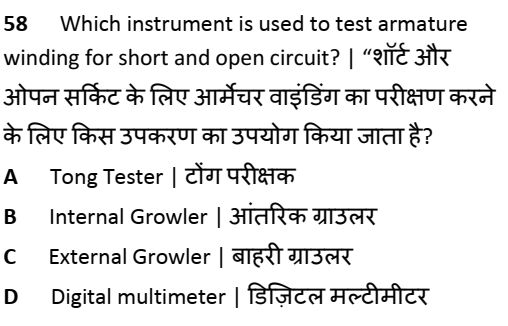 58 Which instrument is used to test armature
winding for short and open circuit? | “शॉर्ट और
ओपन सर्किट के लिए आर्मेचर वाइंडिंग का परीक्षण करने
के लिए किस उपकरण का उपयोग किया जाता है?
A Tong Tester | टोंग परीक्षक
B Internal Growler | आंतरिक ग्राउलर
C External Growler | बाहरी ग्राउलर
D Digital multimeter | डिज़िटल मल्टीमीटर